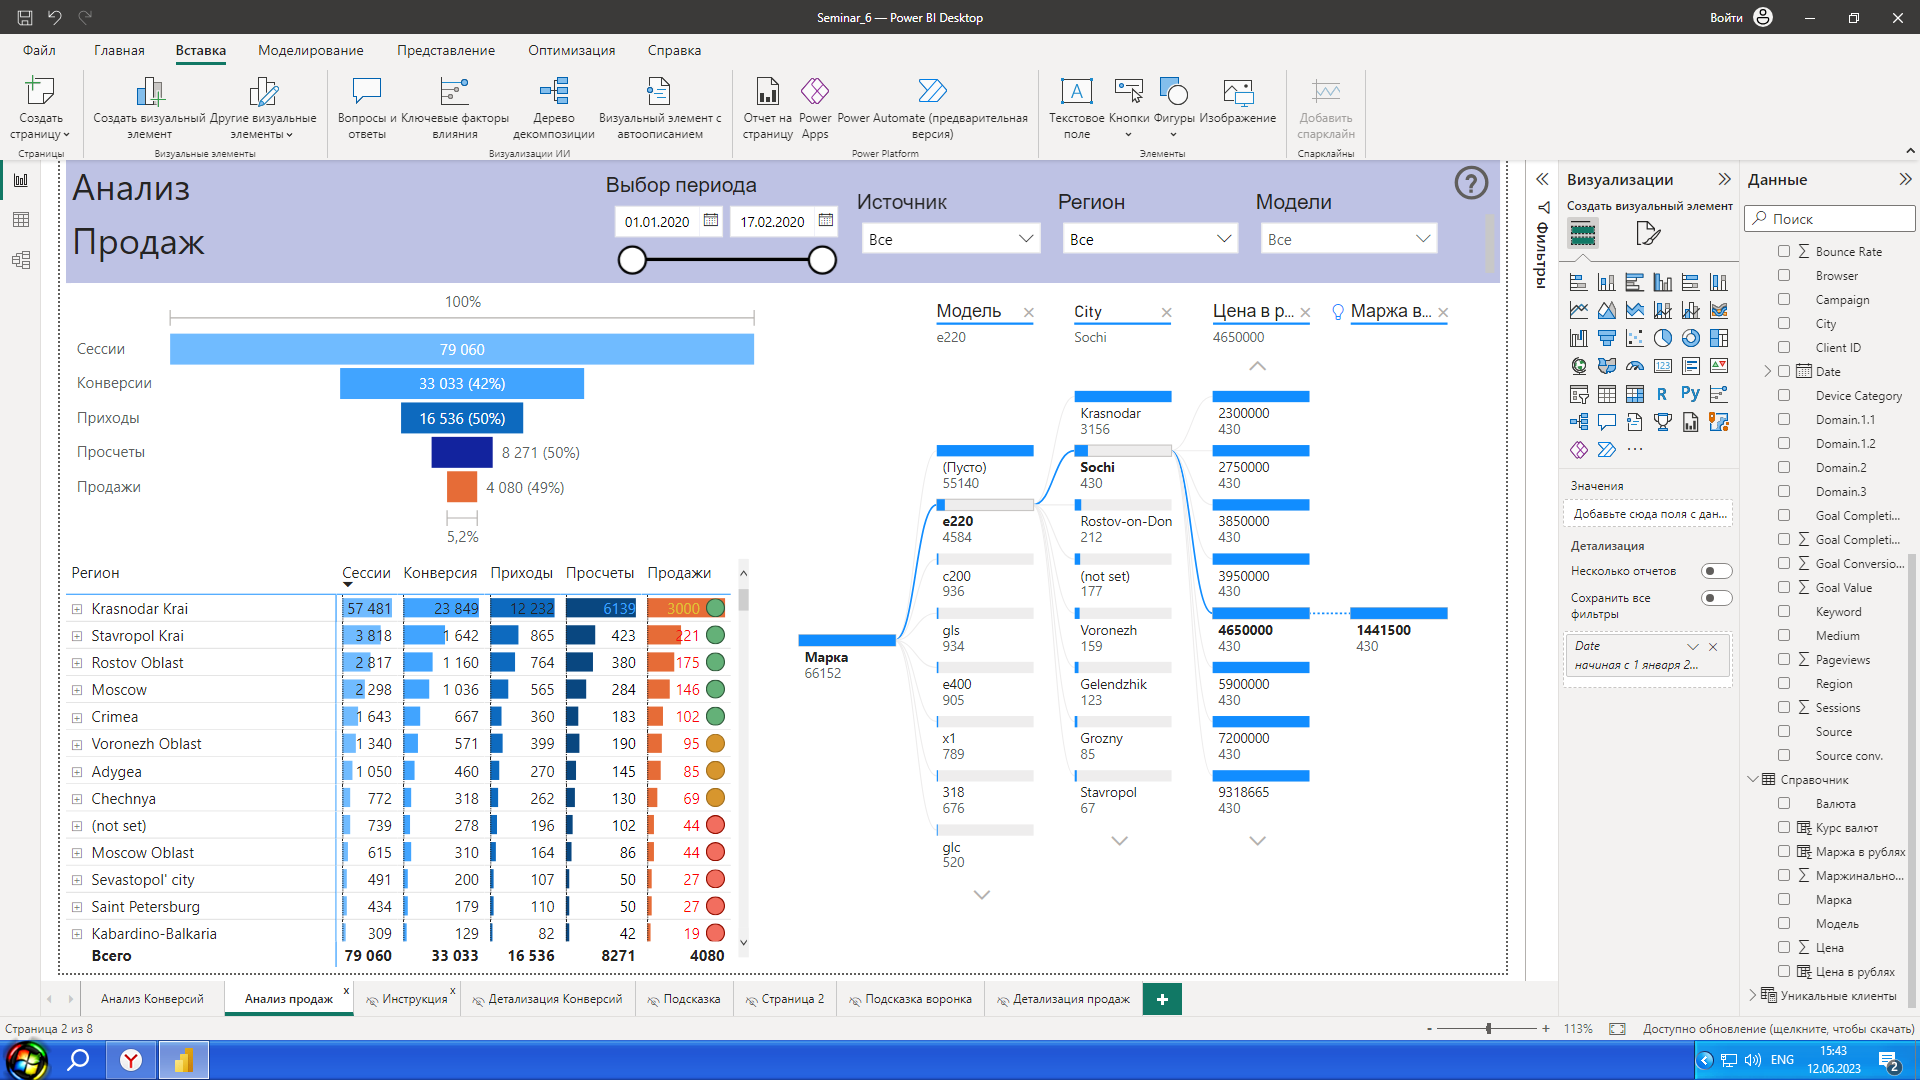 Seminar_6 — Power BI Desktop
Войти
Файл
Главная
Вставка
Моделирование
Представление
Оптимизация
Справка
Создать страницу
Создать визуальный элемент
Другие визуальные элементы
Вопросы и ответы
Ключевые факторы влияния
Дерево декомпозиции
Визуальный элемент с автоописанием
Отчет на страницу
Power Apps
Power Automate (предварительная версия)
Текстовое поле
Кнопки
Фигуры
Изображение
Добавить спарклайн
Страницы
Визуальные элементы
Визуализации ИИ
Power Platform
Элементы
Спарклайны
Анализ
Продаж
Выбор периода
01.01.2020
17.02.2020
Источник
Все
Регион
Все
Модели
Все
?
100%
Сессии
79 060
Конверсии
33 033 (42%)
Приходы
16 536 (50%)
Просчеты
8 271 (50%)
Продажи
4 080 (49%)
5,2%
Регион Сессии Конверсия Приходы Просчеты Продажи
Krasnodar Krai 57 481 23 849 12 232 6139 3000
Stavropol Krai 3 818 1 642 865 423 221
Rostov Oblast 2 817 1 160 764 380 175
Moscow 2 298 1 036 565 284 146
Crimea 1 643 667 360 183 102
Voronezh Oblast 1 340 571 399 190 95
Adygea 1 050 460 270 145 85
Chechnya 772 318 262 130 69
(not set) 739 278 196 102 44
Moscow Oblast 615 310 164 86 44
Sevastopol' city 491 200 107 50 27
Saint Petersburg 434 179 110 50 27
Kabardino-Balkaria 309 129 82 42 19
Всего 79 060 33 033 16 536 8271 4080
Модель
e220
City
Sochi
Цена в р...
4650000
Маржа в...
Марка
66152
(Пусто)
55140
e220
4584
c200
936
gls
934
e400
905
x1
789
318
676
glc
520
Krasnodar
3156
Sochi
430
Rostov-on-Don
212
(not set)
177
Voronezh
159
Gelendzhik
123
Grozny
85
Stavropol
67
2300000
430
2750000
430
3850000
430
3950000
430
4650000
430
5900000
430
7200000
430
9318665
430
1441500
430
Фильтры
Визуализации
Создать визуальный элемент
123
R
Py
Значения
Добавьте сюда поля с дан...
Детализация
Несколько отчетов
Сохранить все фильтры
Date
начиная с 1 января 2...
Данные
Поиск
Bounce Rate
Browser
Campaign
City
Client ID
Date
Device Category
Domain.1.1
Domain.1.2
Domain.2
Domain.3
Goal Completi...
Goal Completi...
Goal Conversio...
Goal Value
Keyword
Medium
Pageviews
Region
Sessions
Source
Source conv.
Справочник
Валюта
Курс валют
Маржа в рублях
Маржинально...
Марка
Модель
Цена
Цена в рублях
Уникальные клиенты
Анализ Конверсий
Анализ продаж
Инструкция
Детализация Конверсий
Подсказка
Страница 2
Подсказка воронка
Детализация продаж
Страница 2 из 8
113%
Доступно обновление (щелкните, чтобы скачать)
ENG
15:43
12.06.2023
2